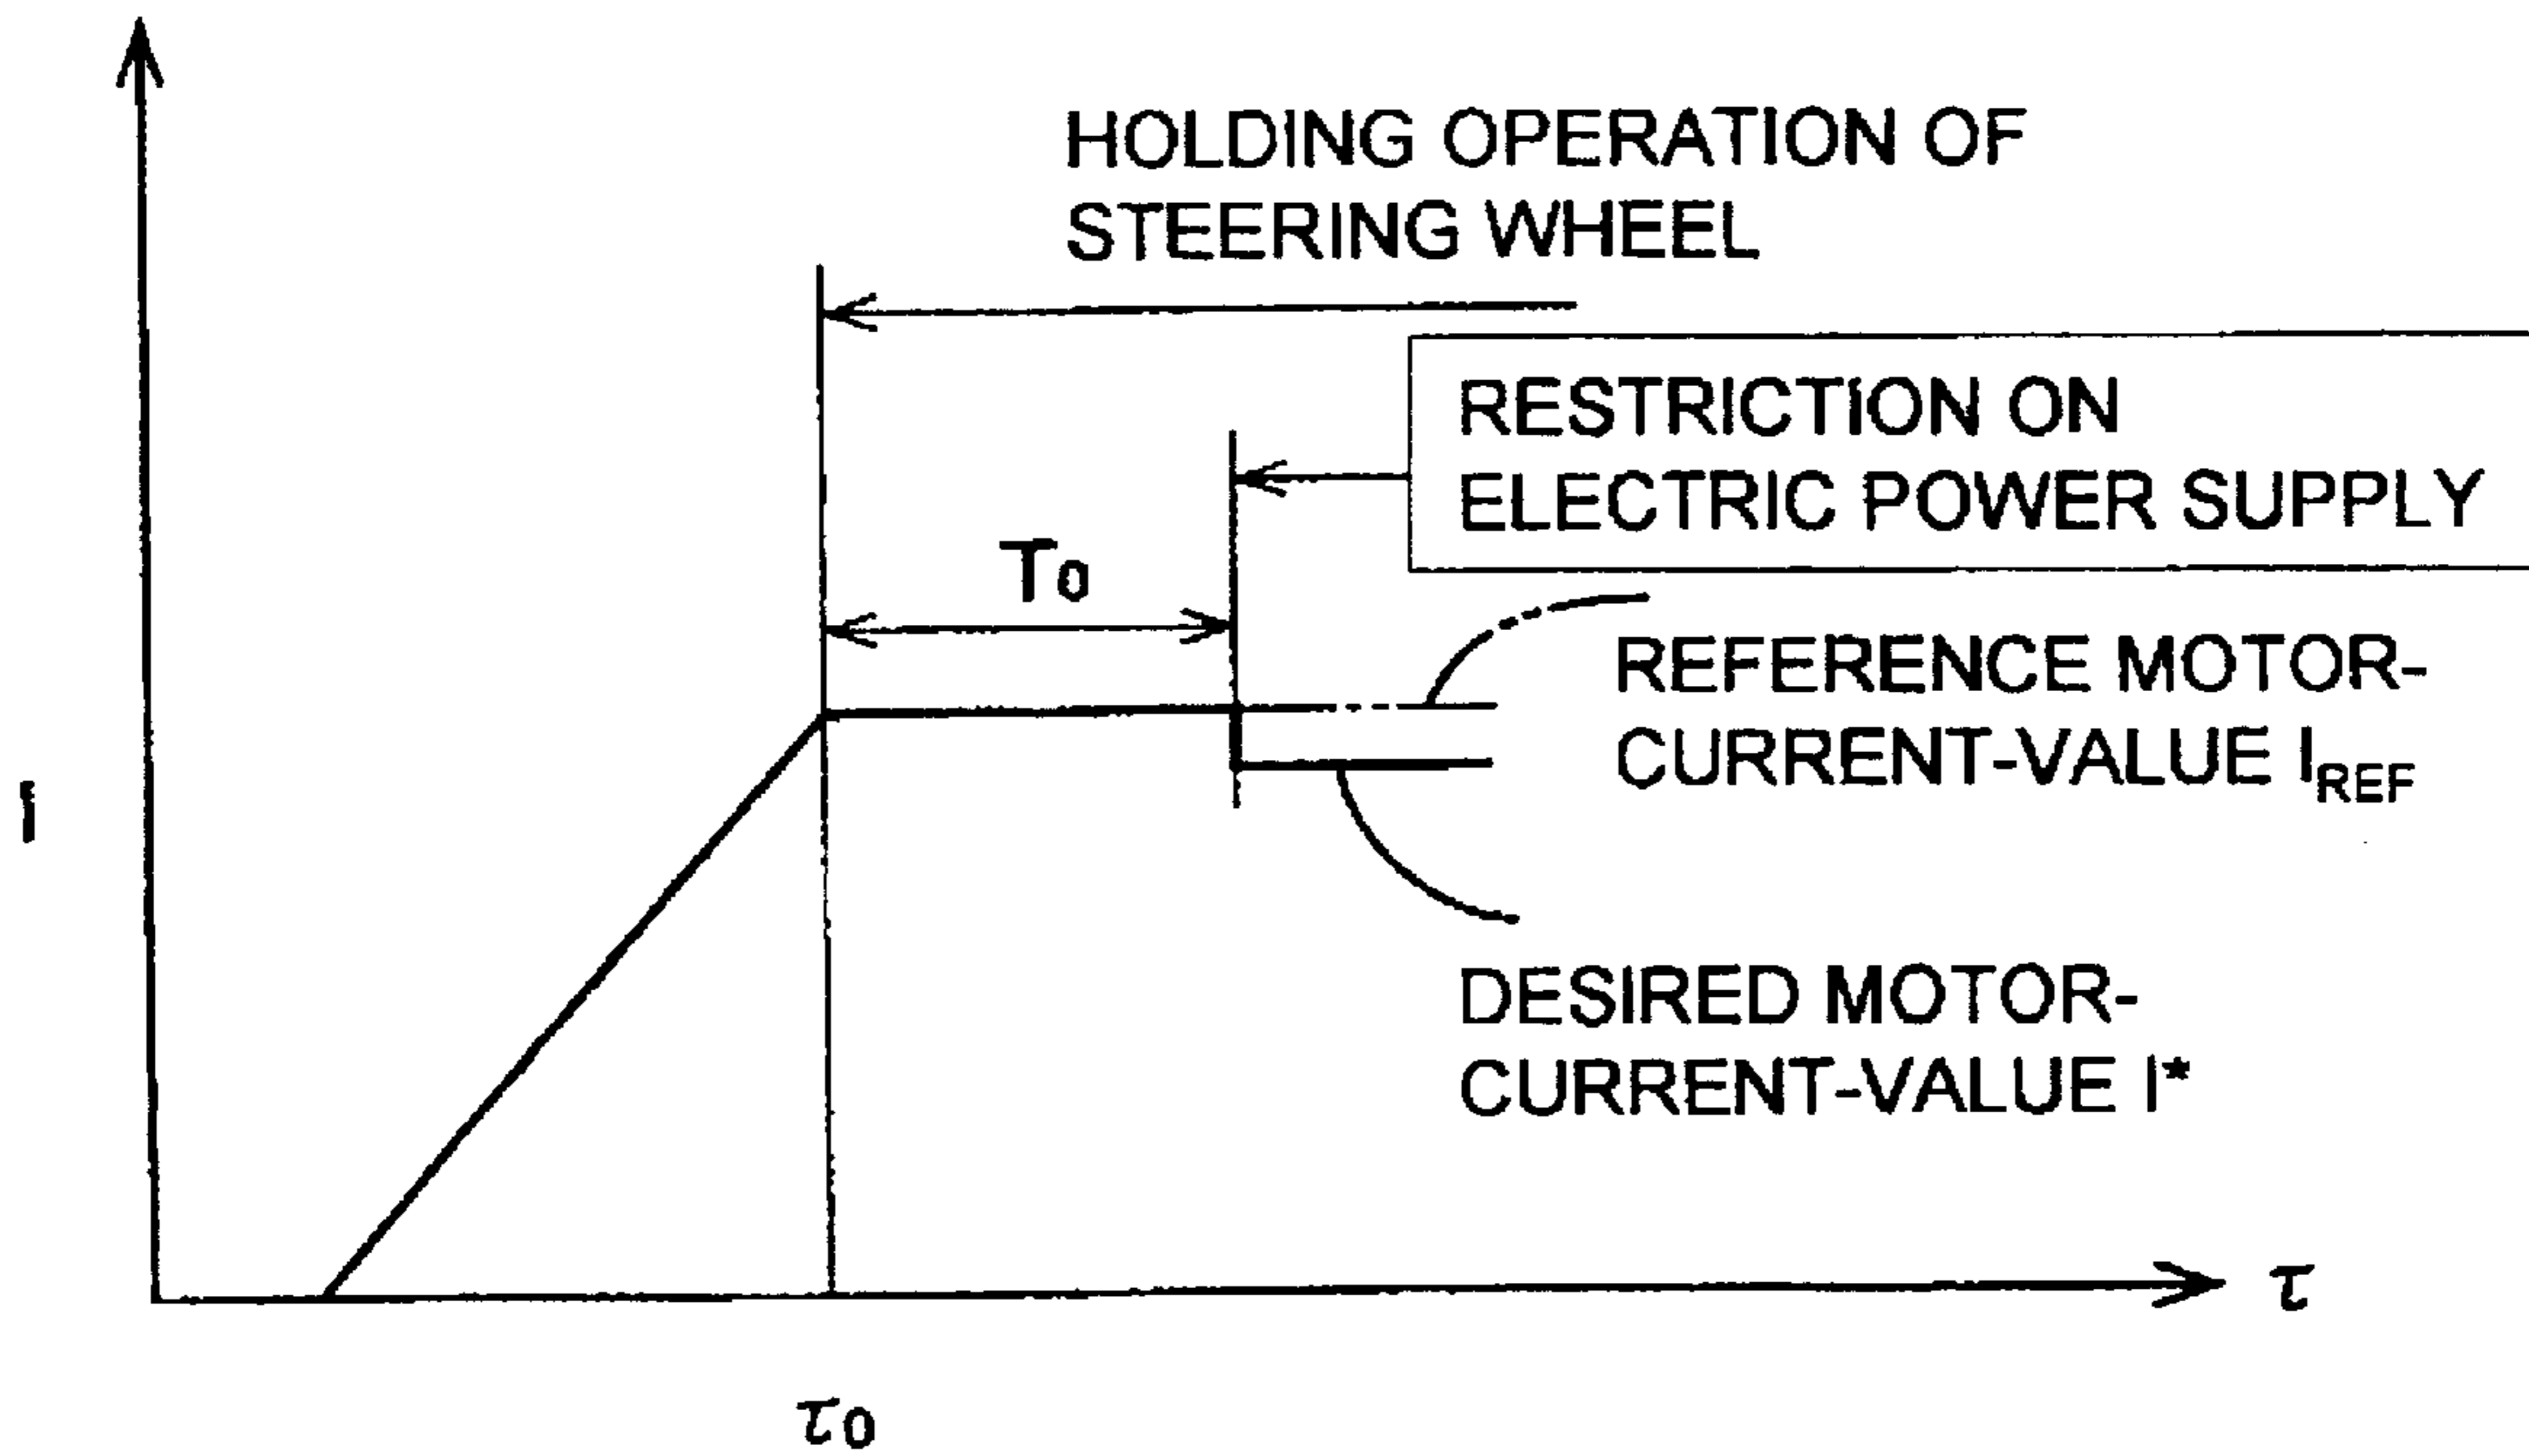 HOLDING OPERATION OF
STEERING WHEEL
RESTRICTION ON
ELECTRIC POWER SUPPLY
T0
REFERENCE MOTOR-
CURRENT-VALUE IREF
I
DESIRED MOTOR-
CURRENT-VALUE I*
τ
τ0